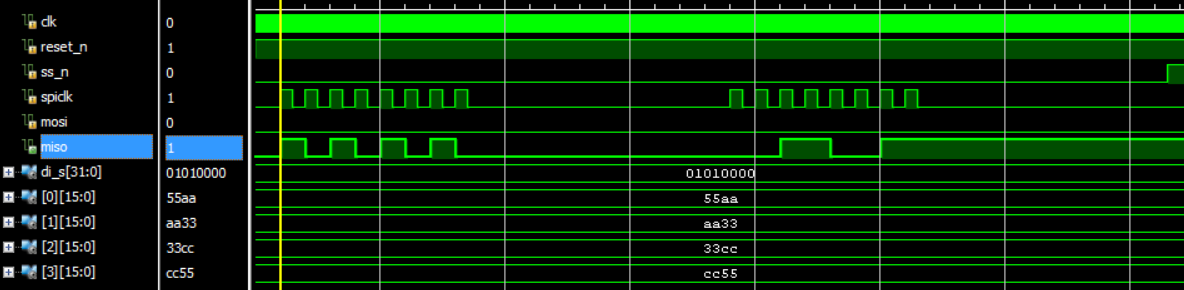 clk 0
reset_n 1
ss_n 0
spiclk 1
mosi 0
miso 1
di_s[31:0] 01010000 01010000
[0][15:0] 55aa 55aa
[1][15:0] aa33 aa33
[2][15:0] 33cc 33cc
[3][15:0] cc55 cc55